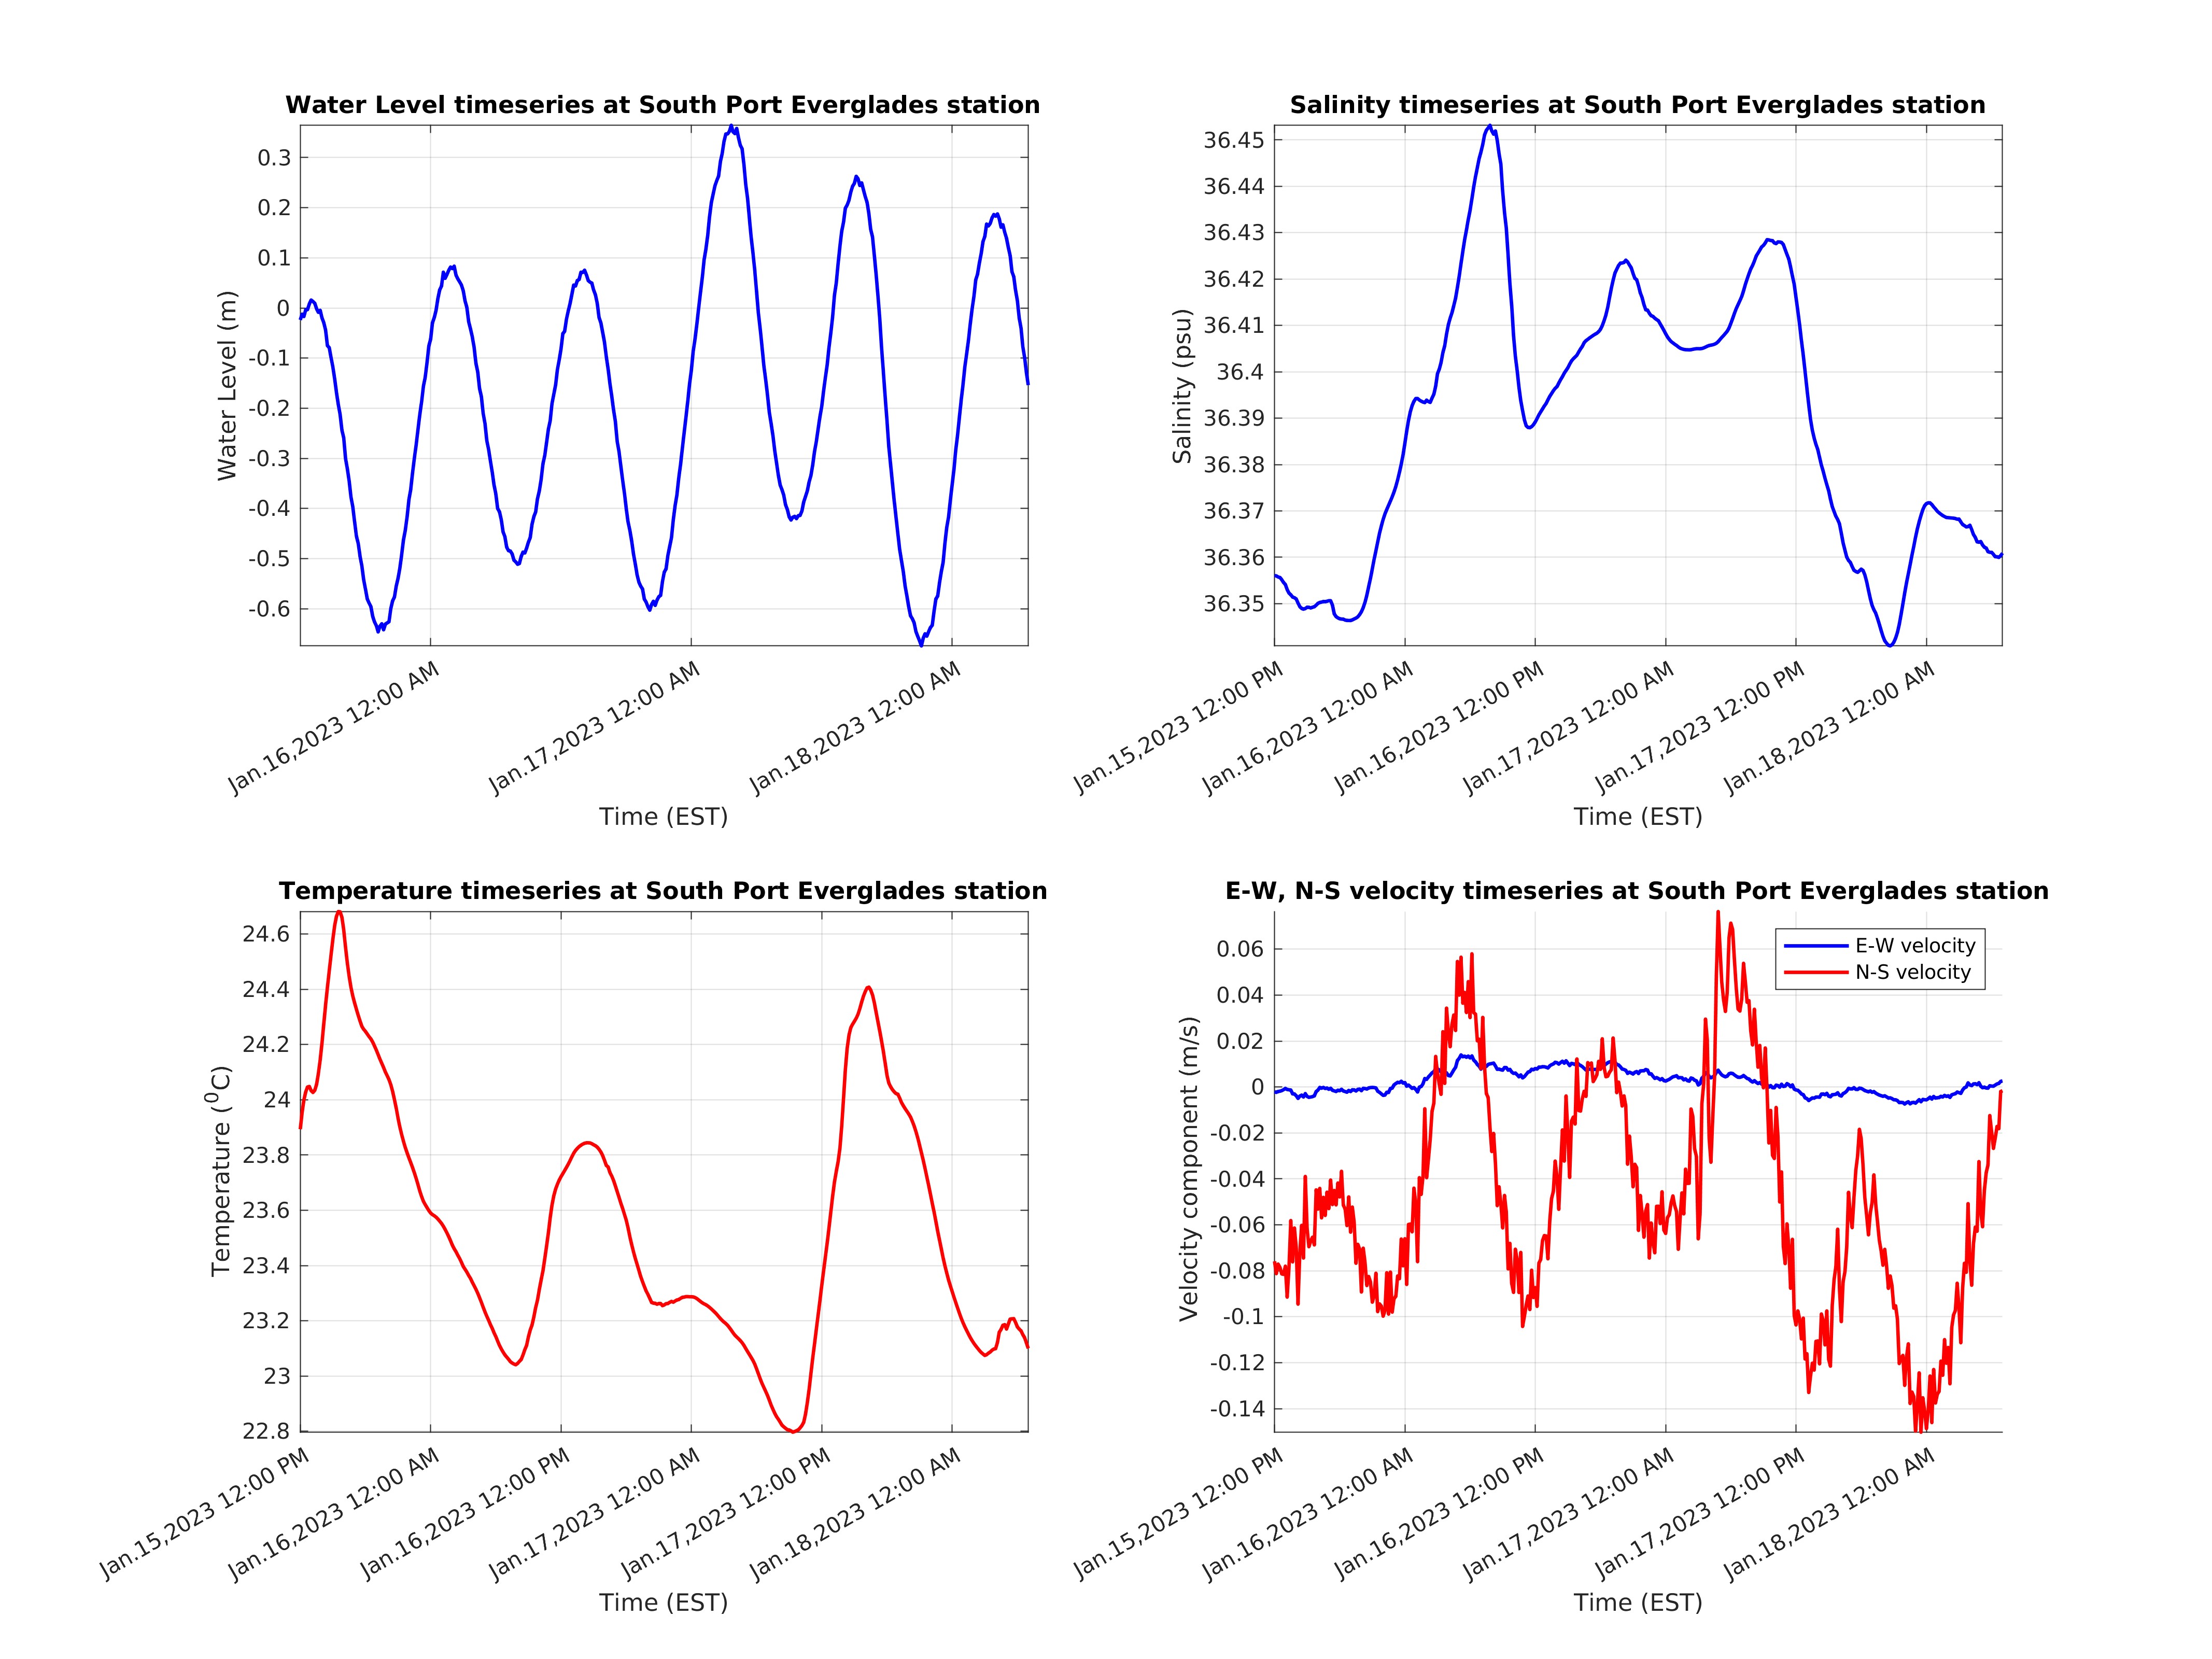 Water Level timeseries at South Port Everglades station
0.3
0.2
0.1
0
-0.1
-0.2
-0.3
-0.4
-0.5
-0.6
Water Level (m)
Jan.16,2023 12:00 AM
Jan.17,2023 12:00 AM
Jan.18,2023 12:00 AM
Time (EST)
Salinity timeseries at South Port Everglades station
36.45
36.44
36.43
36.42
36.41
36.4
36.39
36.38
36.37
36.36
36.35
Salinity (psu)
Jan.15,2023 12:00 PM
Jan.16,2023 12:00 AM
Jan.16,2023 12:00 PM
Jan.17,2023 12:00 AM
Jan.17,2023 12:00 PM
Jan.18,2023 12:00 AM
Time (EST)
Temperature timeseries at South Port Everglades station
24.6
24.4
24.2
24
23.8
23.6
23.4
23.2
23
22.8
Temperature (⁰C)
Jan.15,2023 12:00 PM
Jan.16,2023 12:00 AM
Jan.16,2023 12:00 PM
Jan.17,2023 12:00 AM
Jan.17,2023 12:00 PM
Jan.18,2023 12:00 AM
Time (EST)
E-W, N-S velocity timeseries at South Port Everglades station
E-W velocity
N-S velocity
0.06
0.04
0.02
0
-0.02
-0.04
-0.06
-0.08
-0.1
-0.12
-0.14
Velocity component (m/s)
Jan.15,2023 12:00 PM
Jan.16,2023 12:00 AM
Jan.16,2023 12:00 PM
Jan.17,2023 12:00 AM
Jan.17,2023 12:00 PM
Jan.18,2023 12:00 AM
Time (EST)